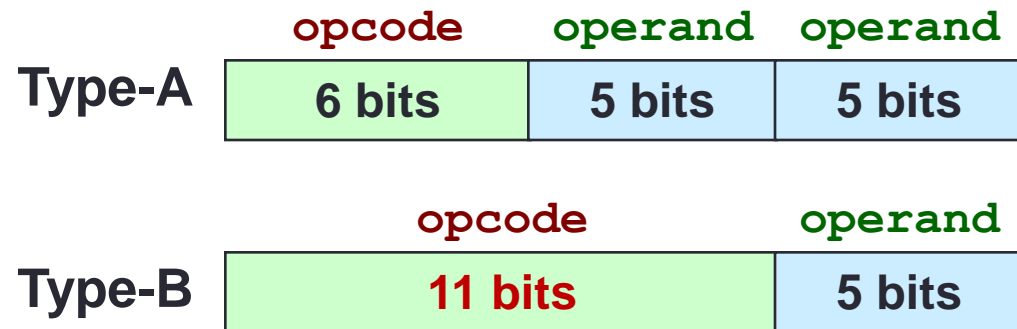 opcode operand operand
Type-A 6 bits 5 bits 5 bits
opcode operand
Type-B 11 bits 5 bits